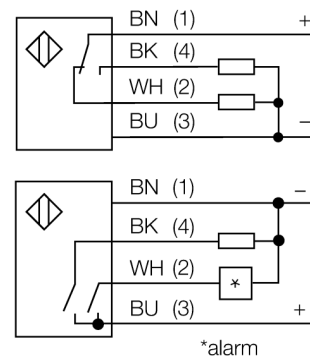 BN (1) +
BK (4)
WH (2)
BU (3) –
BN (1) –
BK (4)
WH (2) *
BU (3) +
*alarm